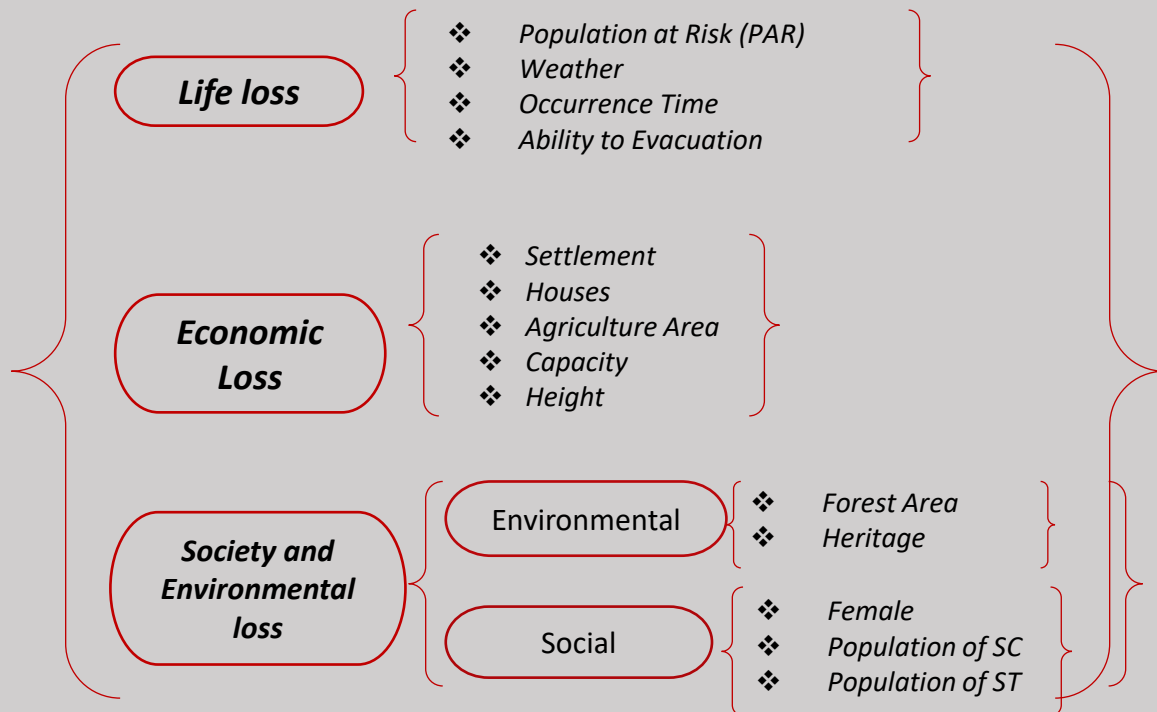 Life loss
❖ Population at Risk (PAR)
❖ Weather
❖ Occurrence Time
❖ Ability to Evacuation
Economic
Loss
❖ Settlement
❖ Houses
❖ Agriculture Area
❖ Capacity
❖ Height
Society and
Environmental
loss
Environmental
❖ Forest Area
❖ Heritage
Social
❖ Female
❖ Population of SC
❖ Population of ST